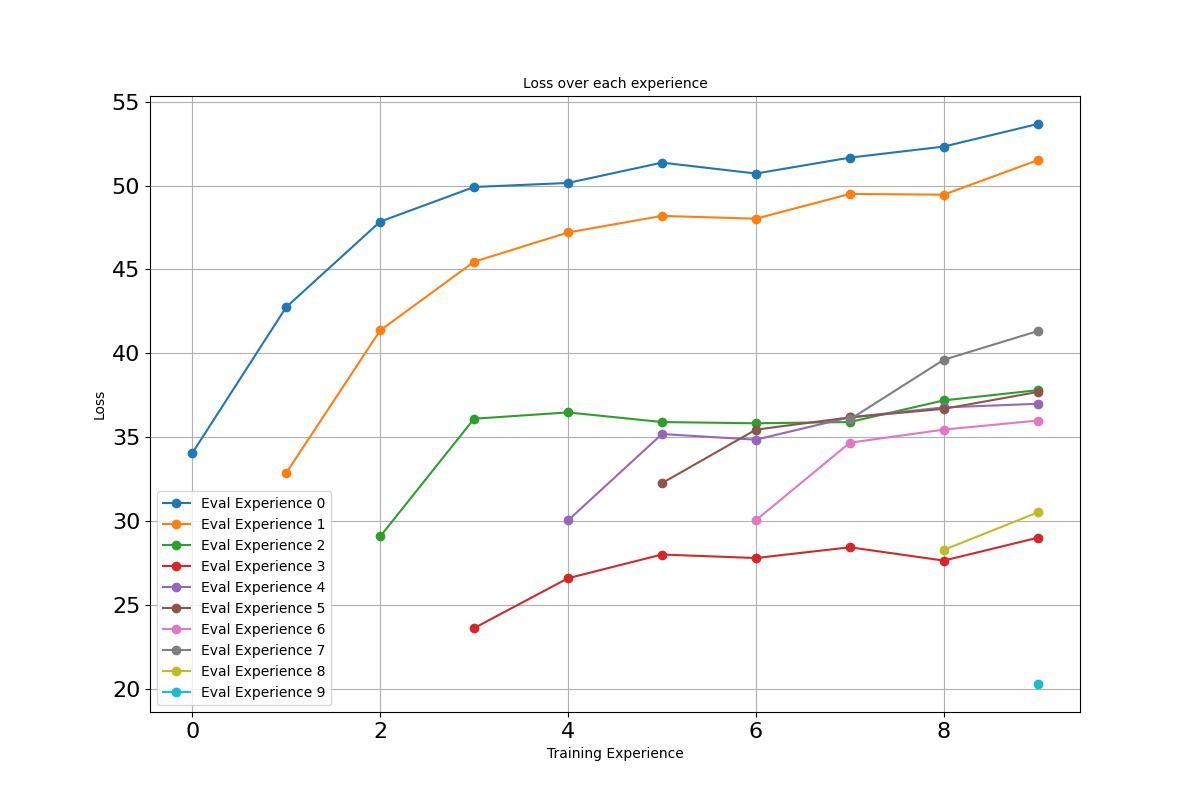 Loss over each experience
55
50
45
40
35
30
25
20
Loss
Eval Experience 0
Eval Experience 1
Eval Experience 2
Eval Experience 3
Eval Experience 4
Eval Experience 5
Eval Experience 6
Eval Experience 7
Eval Experience 8
Eval Experience 9
0 2 4 6 8
Training Experience